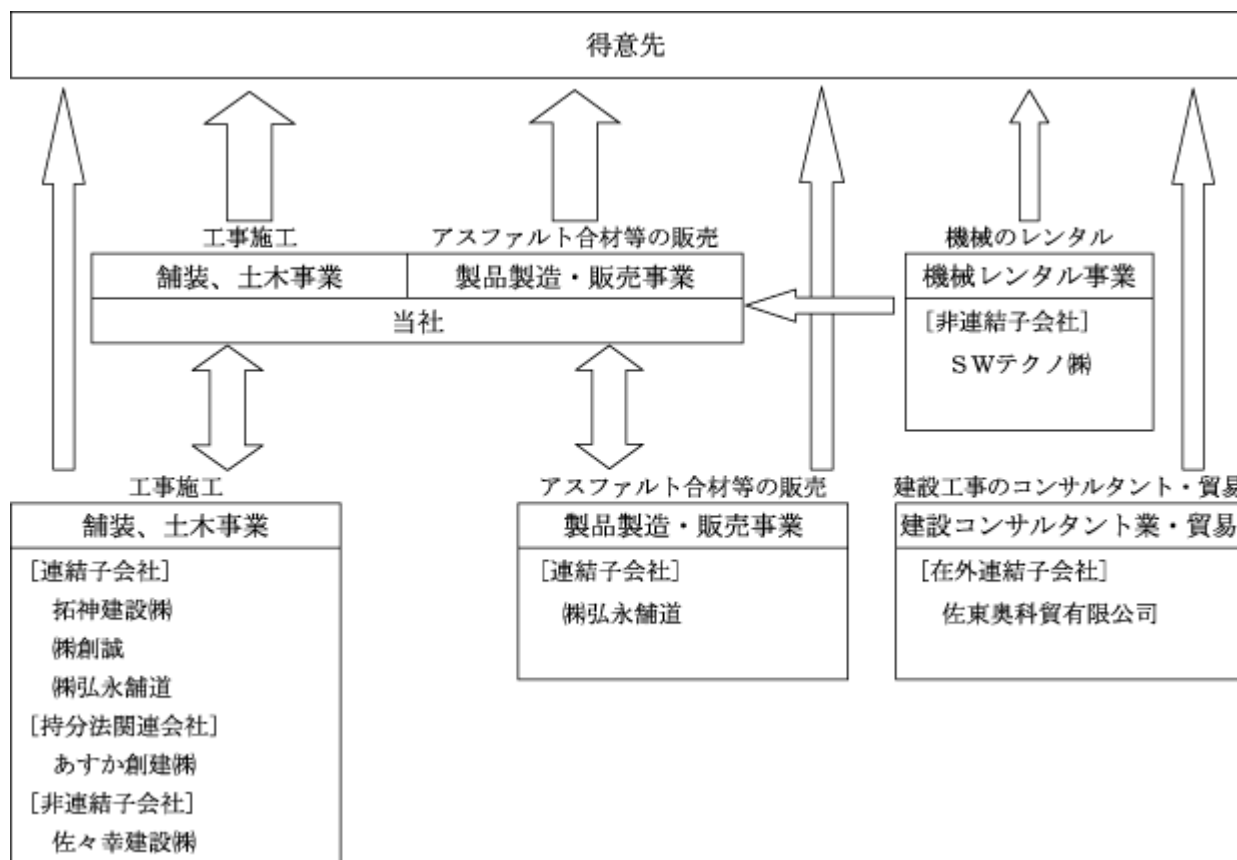 得意先
工事施工
アスファルト合材等の販売
機械のレンタル
舗装、土木事業
製品製造・販売事業
機械レンタル事業
当社
[非連結子会社]
SWテクノ㈱
工事施工
アスファルト合材等の販売
建設工事のコンサルタント・貿易
舗装、土木事業
製品製造・販売事業
建設コンサルタント業・貿易
[連結子会社]
拓神建設㈱
㈱創誠
㈱弘永舗道
[持分法関連会社]
あすか創建㈱
[非連結子会社]
佐々幸建設㈱
[連結子会社]
㈱弘永舗道
[在外連結子会社]
佐東奥科貿有限公司